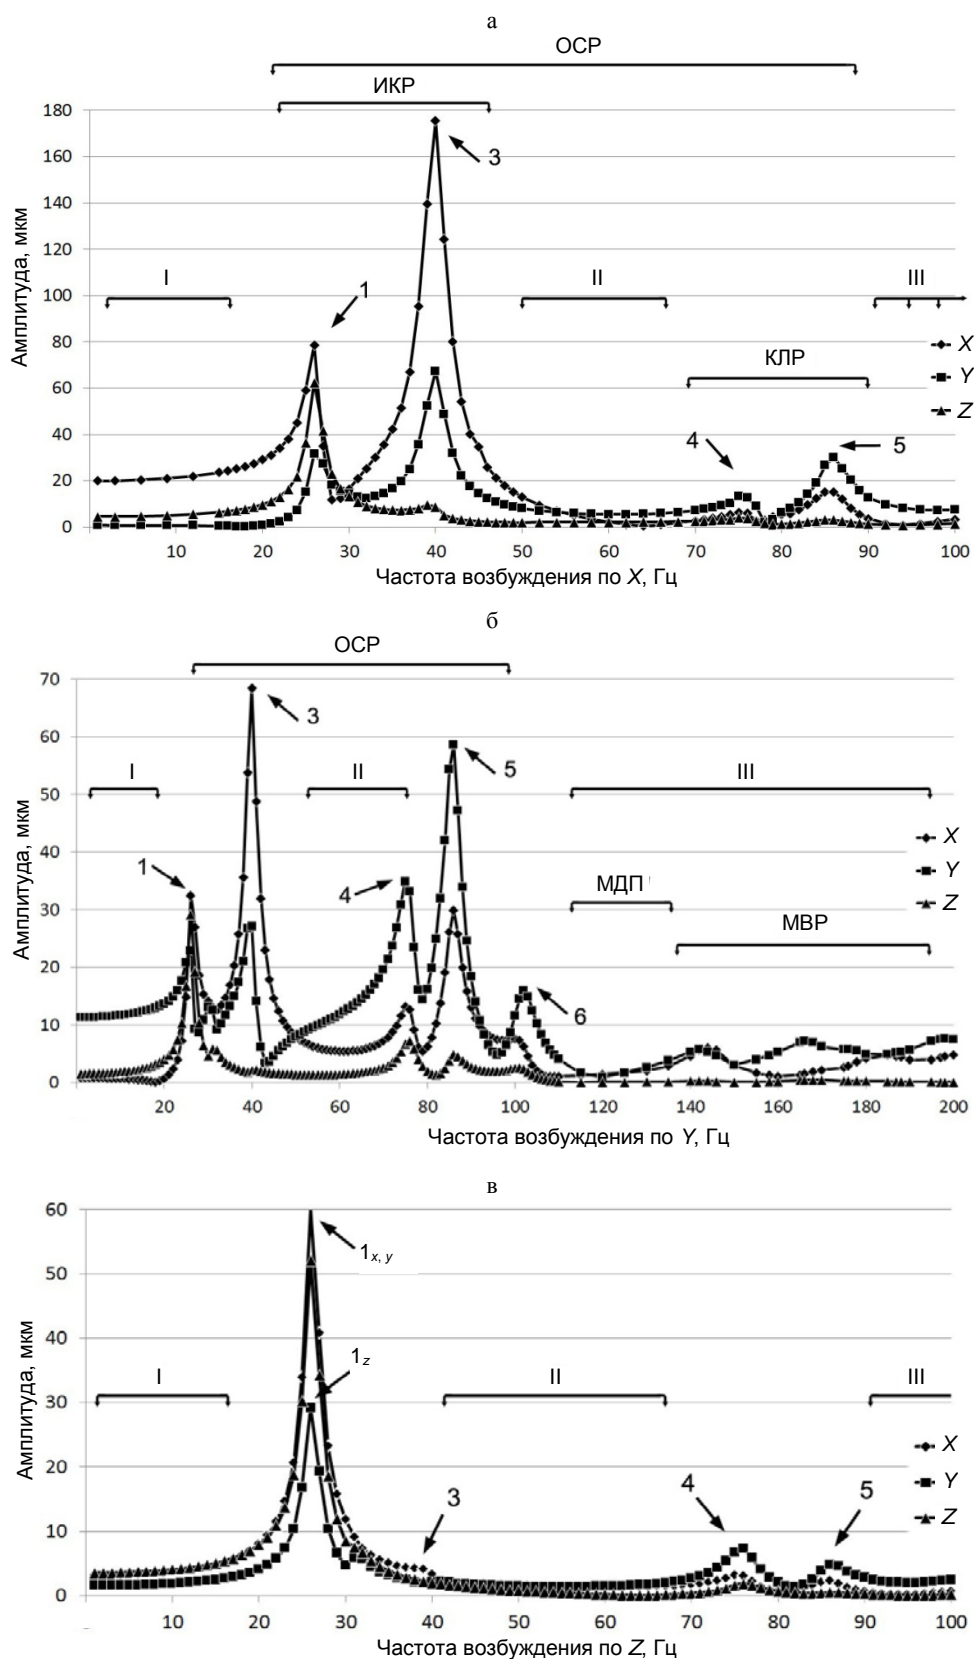 а
ОСР
ИКР
180
160
140
120
100
80
60
40
20
0
Амплитуда, мкм
I
1
3
II
III
КЛР
4
5
X
Y
Z
10 20 30 40 50 60 70 80 90 100
Частота возбуждения по X, Гц
б
ОСР
70
60
50
40
30
20
10
0
Амплитуда, мкм
I
1
3
II
4
5
III
МДП
МВР
6
X
Y
Z
20 40 60 80 100 120 140 160 180 200
Частота возбуждения по Y, Гц
в
60
50
40
30
20
10
0
Амплитуда, мкм
1x, y
1z
I
II
III
3
4
5
X
Y
Z
10 20 30 40 50 60 70 80 90 100
Частота возбуждения по Z, Гц